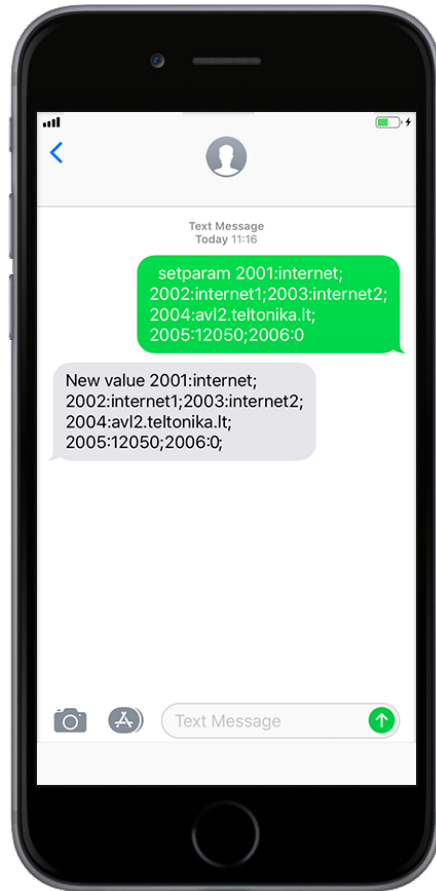 Text Message
Today 11:16
setparam 2001:internet;
2002:internet1;2003:internet2;
2004:avl2.teltonika.lt;
2005:12050;2006:0
New value 2001:internet;
2002:internet1;2003:internet2;
2004:avl2.teltonika.lt;
2005:12050;2006:0;
Text Message